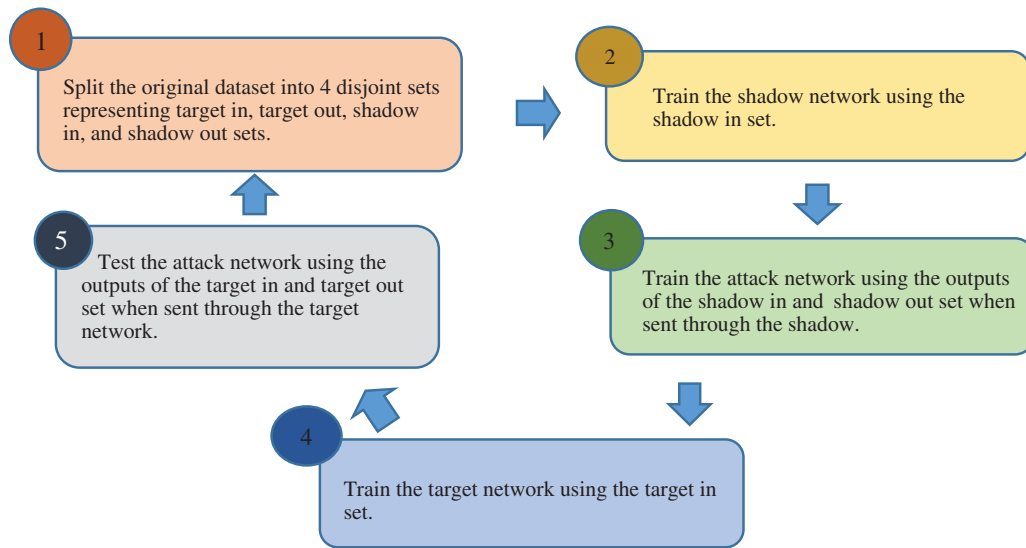 1
Split the original dataset into 4 disjoint sets
representing target in, target out, shadow
in, and shadow out sets.
2
Train the shadow network using the
shadow in set.
3
Train the attack network using the outputs
of the shadow in and shadow out set when
sent through the shadow.
4
Train the target network using the target in
set.
5
Test the attack network using the
outputs of the target in and target out
set when sent through the target
network.